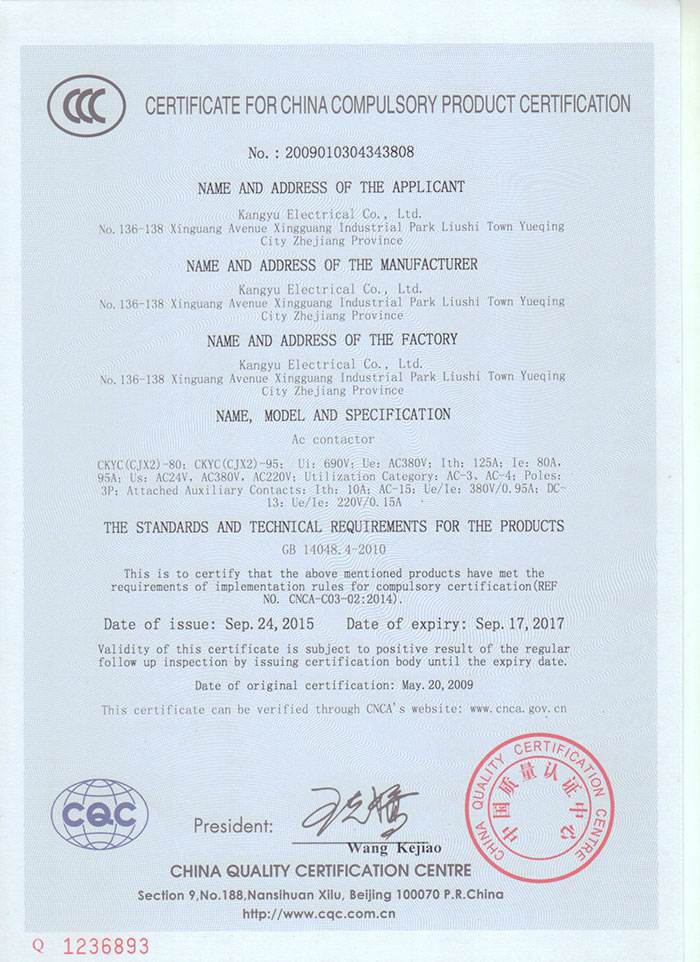 CCC
CERTIFICATE FOR CHINA COMPULSORY PRODUCT CERTIFICATION
No.: 2009010304343808
NAME AND ADDRESS OF THE APPLICANT
Kangyu Electrical Co., Ltd.
No.136-138 Xinguang Avenue Xingguang Industrial Park Liushi Town Yueqing
City Zhejiang Province
NAME AND ADDRESS OF THE MANUFACTURER
Kangyu Electrical Co., Ltd.
No.136-138 Xinguang Avenue Xingguang Industrial Park Liushi Town Yueqing
City Zhejiang Province
NAME AND ADDRESS OF THE FACTORY
Kangyu Electrical Co., Ltd.
No.136-138 Xinguang Avenue Xingguang Industrial Park Liushi Town Yueqing
City Zhejiang Province
NAME, MODEL AND SPECIFICATION
Ac contactor
CKYC(CJX2)-80; CKYC(CJX2)-95; Ui: 690V; Ue: AC380V; Ith: 125A; Ie: 80A,
95A; Us: AC24V, AC380V, AC220V; Utilization Category: AC-3, AC-4; Poles:
3P; Attached Auxiliary Contacts: Ith: 10A; AC-15: Ue/Ie: 380V/0.95A; DC-
13: Ue/Ie: 220V/0.15A
THE STANDARDS AND TECHNICAL REQUIREMENTS FOR THE PRODUCTS
GB 14048.4-2010
This is to certify that the above mentioned products have met the
requirements of implementation rules for compulsory certification(REF
NO. CNCA-C03-02:2014).
Date of issue: Sep.24,2015 Date of expiry: Sep.17,2017
Validity of this certificate is subject to positive result of the regular
follow up inspection by issuing certification body until the expiry date.
Date of original certification: May.20,2009
This certificate can be verified through CNCA's website: www.cnca.gov.cn
CHINA QUALITY CERTIFICATION CENTRE
中国质量认证中心
CQC
President:
Wang Kejiao
CHINA QUALITY CERTIFICATION CENTRE
Section 9,No.188,Nansihuan Xilu, Beijing 100070 P.R.China
http://www.cqc.com.cn
Q 1236893